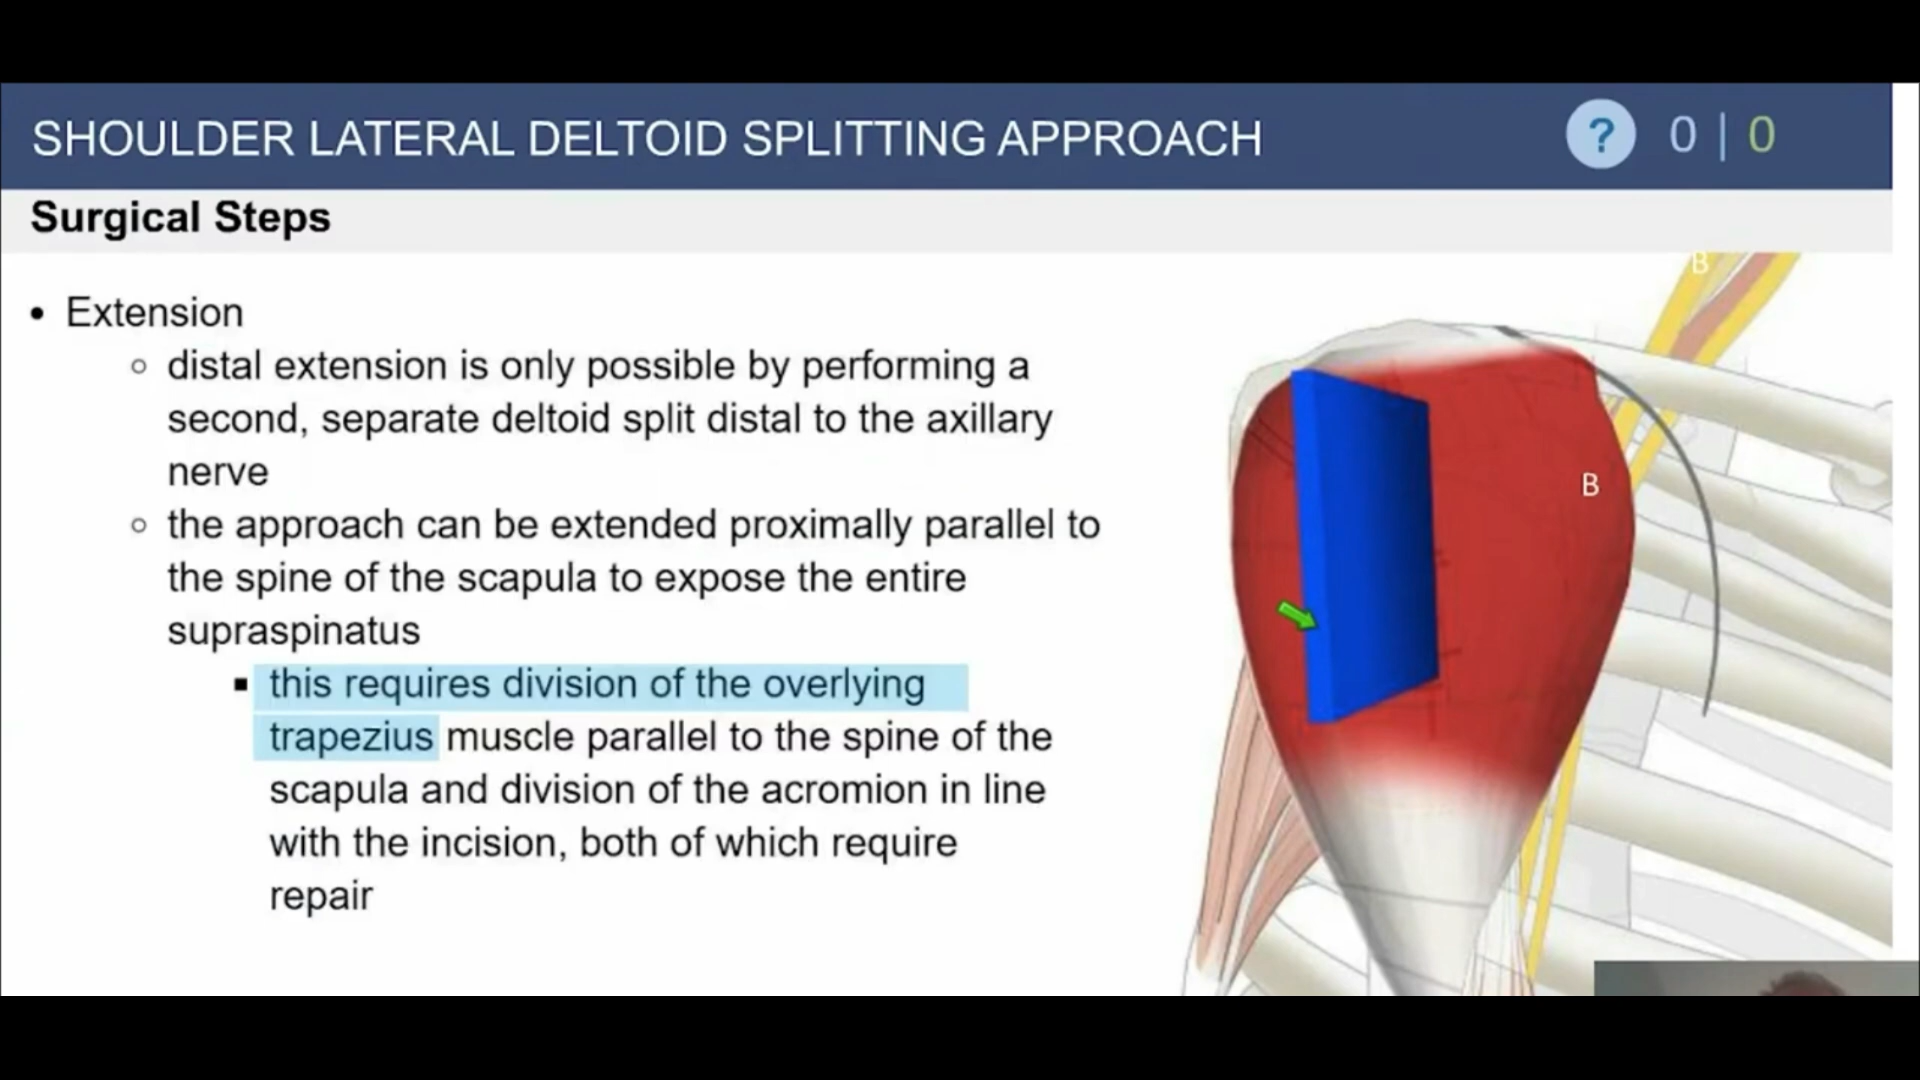 SHOULDER LATERAL DELTOID SPLITTING APPROACH
? 0 | 0
Surgical Steps
• Extension
○ distal extension is only possible by performing a
second, separate deltoid split distal to the axillary
nerve
○ the approach can be extended proximally parallel to
the spine of the scapula to expose the entire
supraspinatus
▪ this requires division of the overlying
trapezius muscle parallel to the spine of the
scapula and division of the acromion in line
with the incision, both of which require
repair
B
B